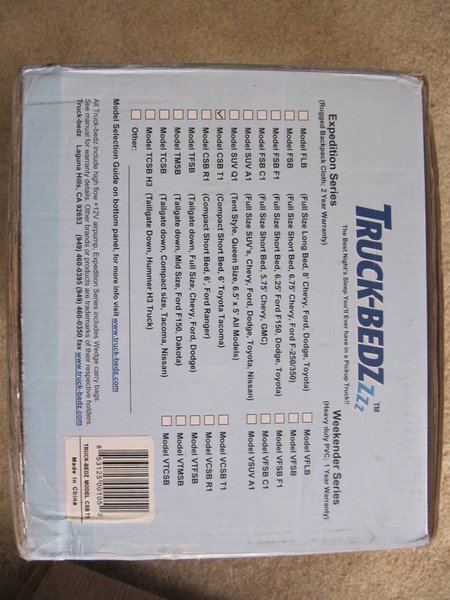 TRUCK-BEDZzzz™
The Best Night's Sleep You'll Ever have in a Pickup Truck!!
Expedition Series
(Rugged Backpack Cloth; 2 Year Warranty)
Model FLB (Full Size Long Bed, 8' Chevy, Ford, Dodge, Toyota)
Model FSB (Full Size Short Bed, 6.75' Chevy, Ford F-250/350)
Model FSB F1 (Full Size Short Bed, 6.25' Ford F150, Dodge, Toyota)
Model FSB C1 (Full Size Short Bed, 5.75' Chevy, GMC)
Model SUV A1 (Full Size SUV's, Chevy, Ford, Dodge, Toyota, Nissan)
Model SUV Q1 (Tent Style, Queen Size, 6.5' x 5' All Models)
Model CSB T1 (Compact Short Bed, 6' Toyota Tacoma)
Model CSB R1 (Compact Short Bed, 6', Ford Ranger)
Model TFSB (Tailgate down, Full Size, Chevy, Ford, Dodge)
Model TMSB (Tailgate down, Mid Size, Ford F150, Dakota)
Model TCSB (Tailgate down, Compact size, Tacoma, Nissan)
Model TCSB H3 (Tailgate Down, Hummer H3 Truck)
Other:
Weekender Series
(Heavy duty PVC; 1 Year Warranty)
Model VFLB
Model VFSB
Model VFSB F1
Model VFSB C1
Model VSUV A1
Model VCSB T1
Model VCSB R1
Model VTFSB
Model VTMSB
Model VTCSB
Model Selection Guide on bottom panel, for more info visit www.truck-bedz.com
All Truck-bedz include high flow +12V airpump. Expedition Series includes Wedge carry bags.
See manual for warranty details. Other brands or products are trademarks of their respective holders.
Truck-bedz Laguna Hills, CA 92653 (949) 460-0395 (949) 460-0350 fax www.truck-bedz.com
8 53125 00105 2
TRUCK-BEDZ MODEL CSB T1
Made in China